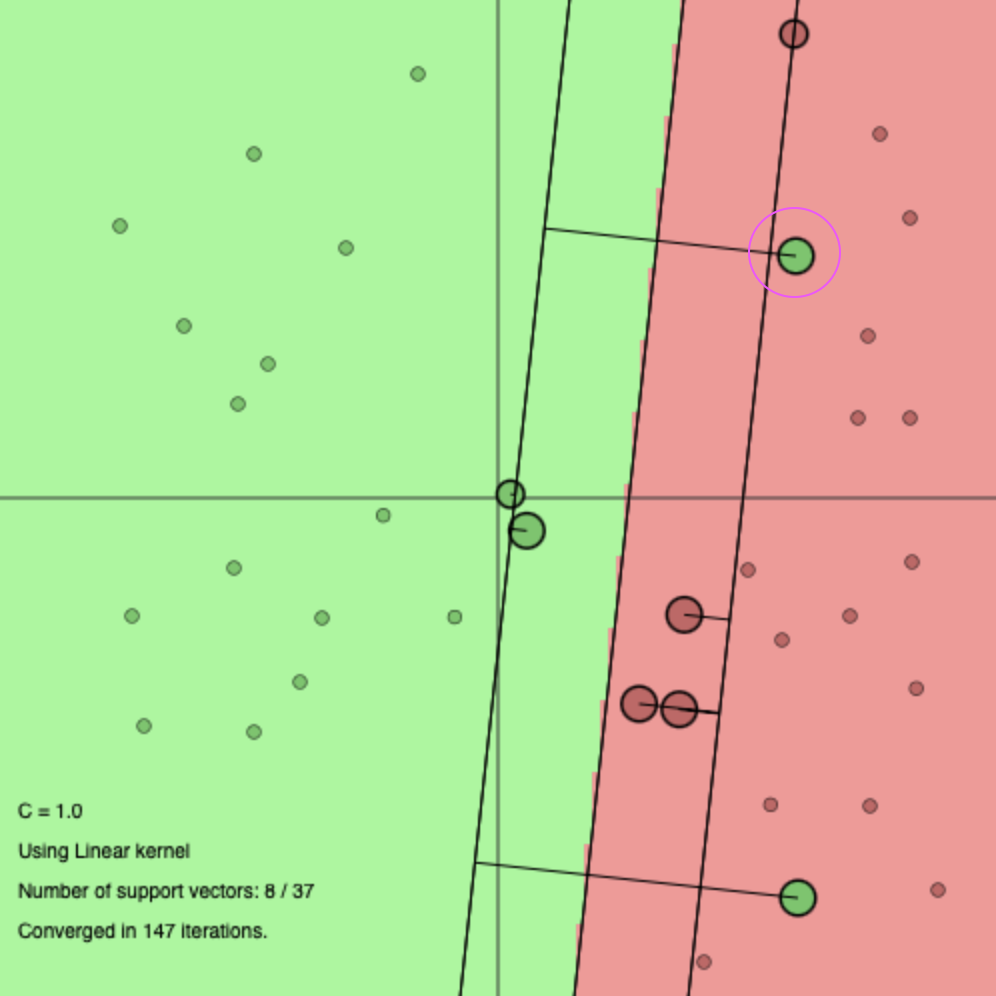 C = 1.0
Using Linear kernel
Number of support vectors: 8 / 37
Converged in 147 iterations.